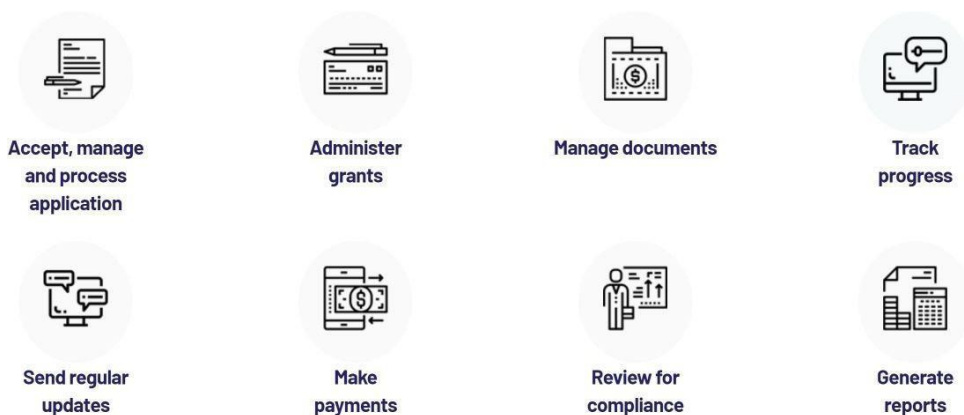 Accept, manage
and process
application
Administer
grants
Manage documents
Track
progress
Send regular
updates
Make
payments
Review for
compliance
Generate
reports